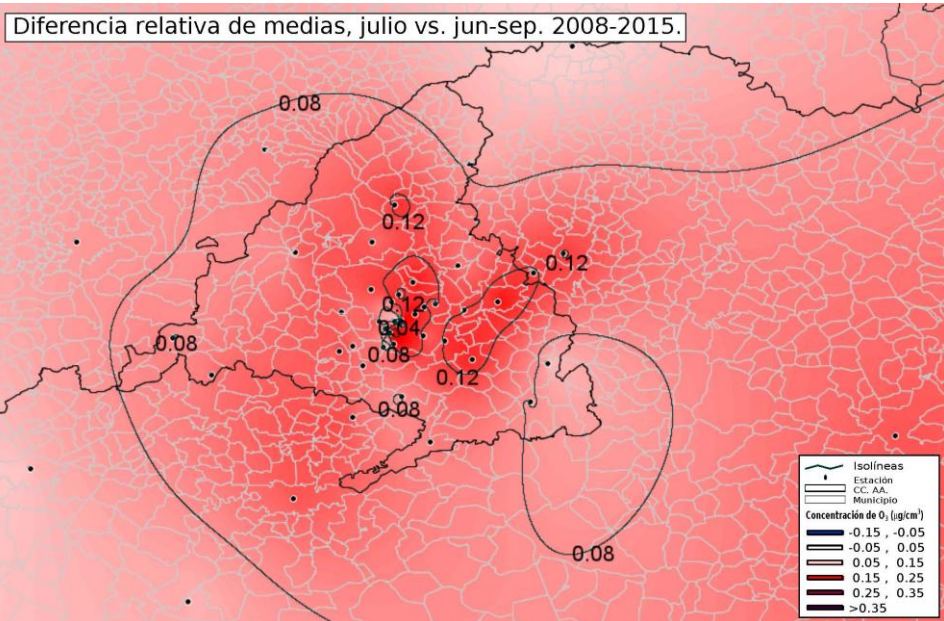 Diferencia relativa de medias, julio vs. jun-sep. 2008-2015.
0.08
0.12
0.12
0.12
0.04
0.08
0.08
0.12
0.08
0.08
Isolíneas
Estación
CC. AA.
Municipio
Concentración de O₃ (µg/cm³)
-0.15 , -0.05
-0.05 , 0.05
0.05 , 0.15
0.15 , 0.25
0.25 , 0.35
>0.35